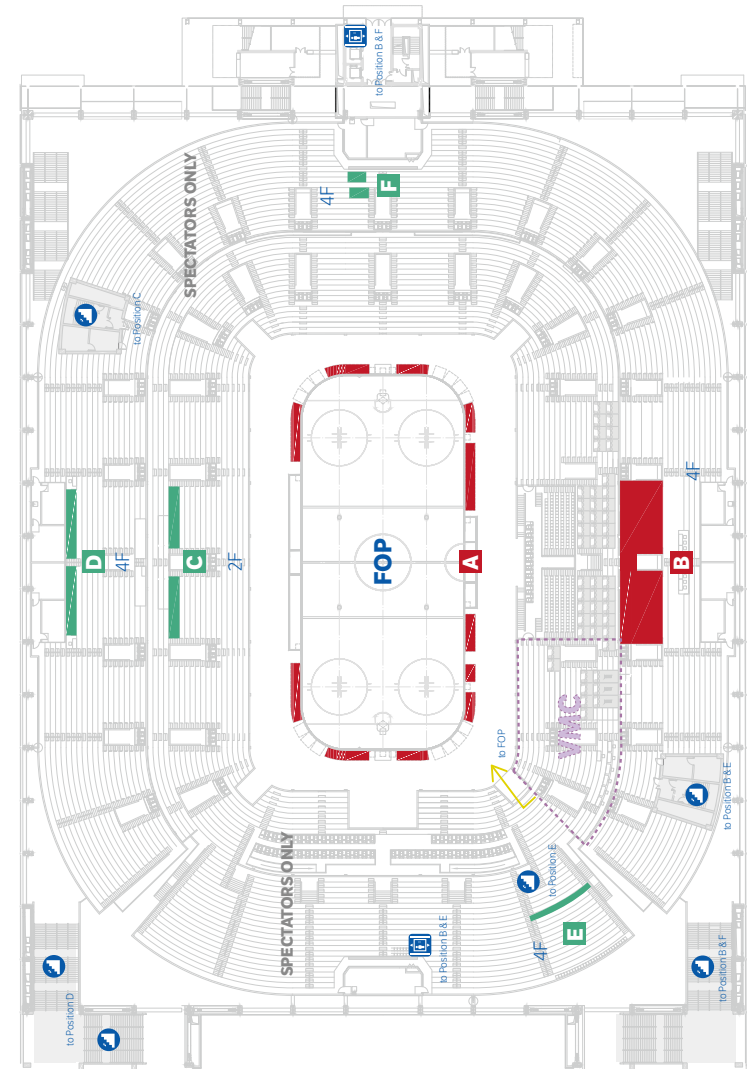 to Position B & F
SPECTATORS ONLY
4F
F
to Position C
D
4F
C
2F
FOP
A
4F
B
VMC
to FOP
to Position B & E
SPECTATORS ONLY
to Position E
E
4F
to Position B & E
to Position B & F
to Position D